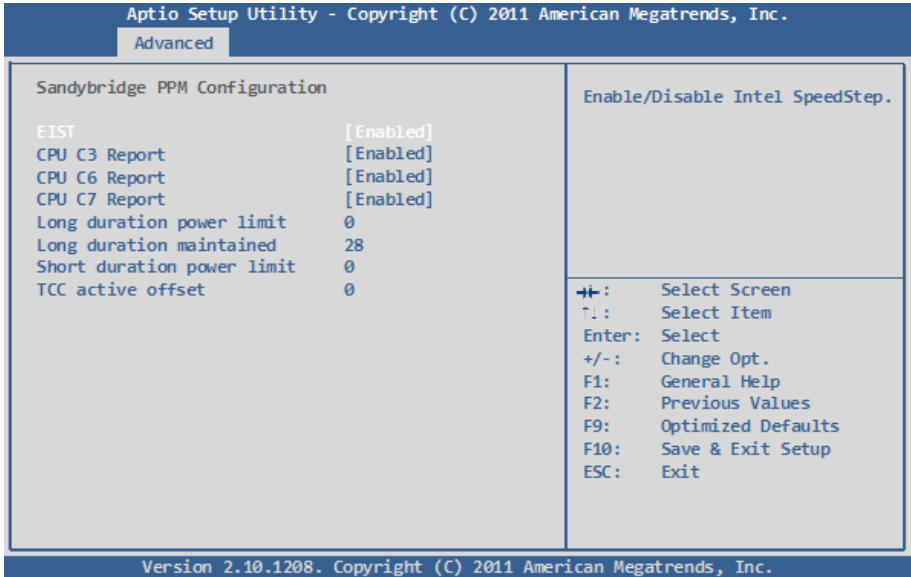 Aptio Setup Utility - Copyright (C) 2011 American Megatrends, Inc.
Advanced
Sandybridge PPM Configuration
EIST [Enabled]
CPU C3 Report [Enabled]
CPU C6 Report [Enabled]
CPU C7 Report [Enabled]
Long duration power limit 0
Long duration maintained 28
Short duration power limit 0
TCC active offset 0
Enable/Disable Intel SpeedStep.
→←: Select Screen
↑↓: Select Item
Enter: Select
+/-: Change Opt.
F1: General Help
F2: Previous Values
F9: Optimized Defaults
F10: Save & Exit Setup
ESC: Exit
Version 2.10.1208. Copyright (C) 2011 American Megatrends, Inc.